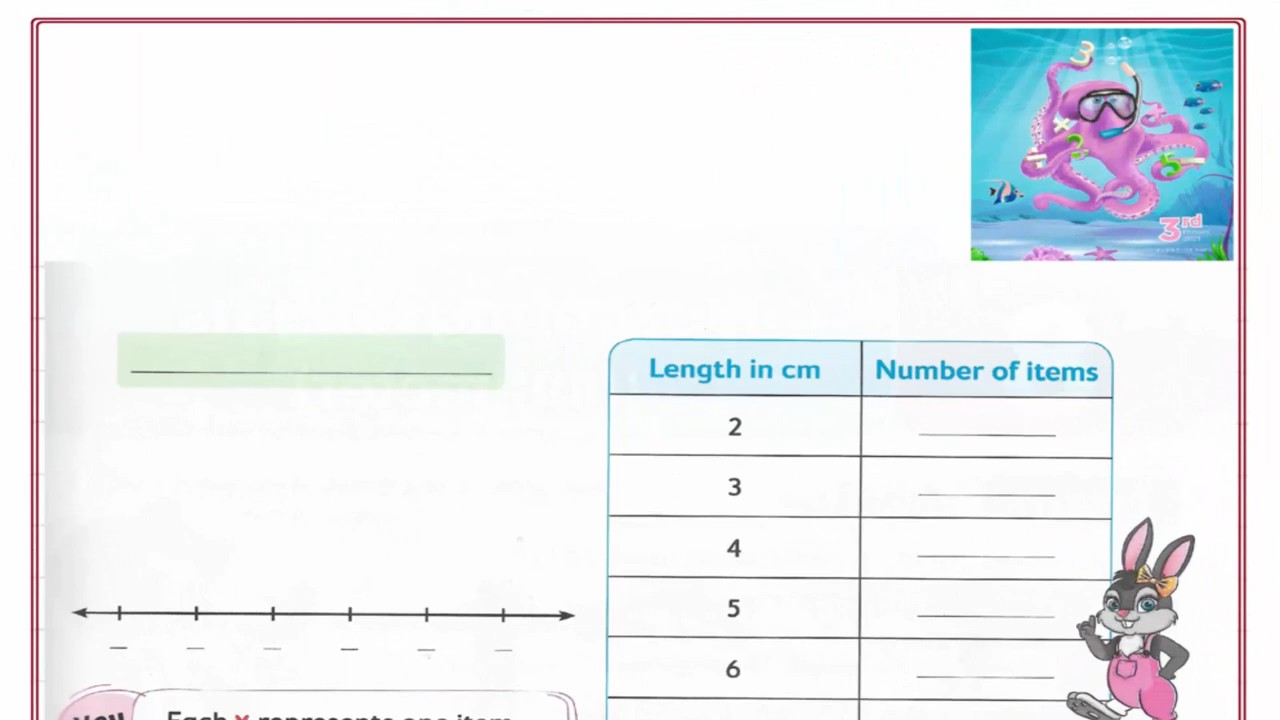 3rd
Length in cm
Number of items
2
3
4
5
6
Each x represents one item